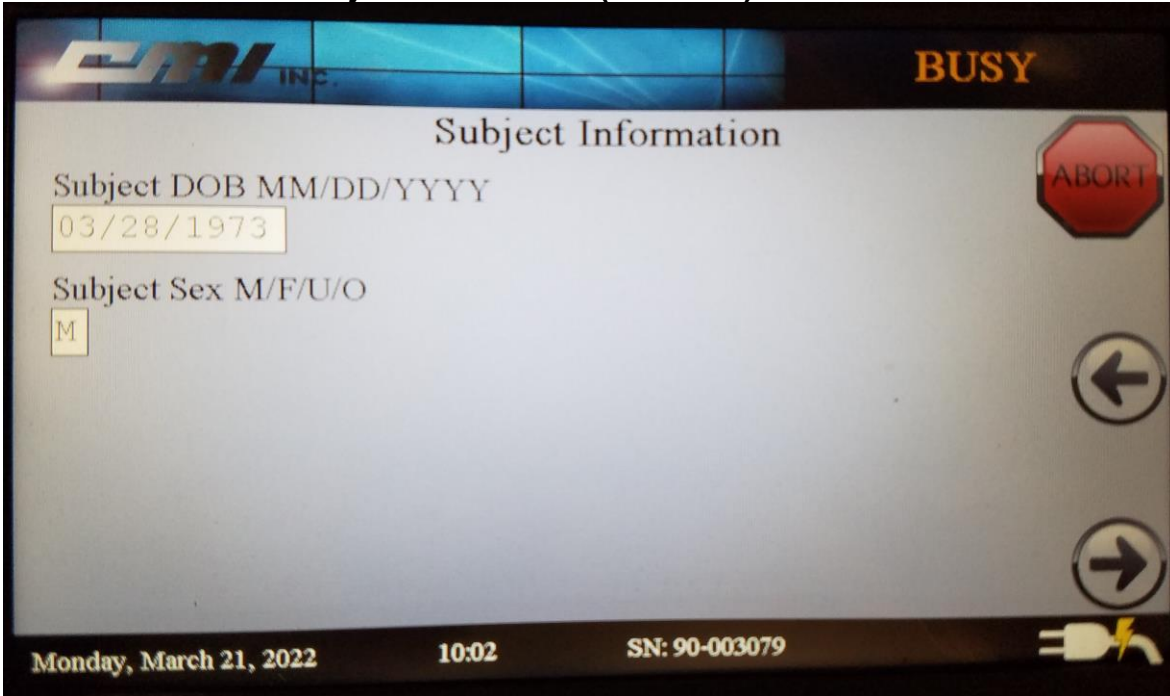 CMI INC.
BUSY
Subject Information
ABORT
Subject DOB MM/DD/YYYY
03/28/1973
Subject Sex M/F/U/O
M
Monday, March 21, 2022 10:02 SN: 90-003079